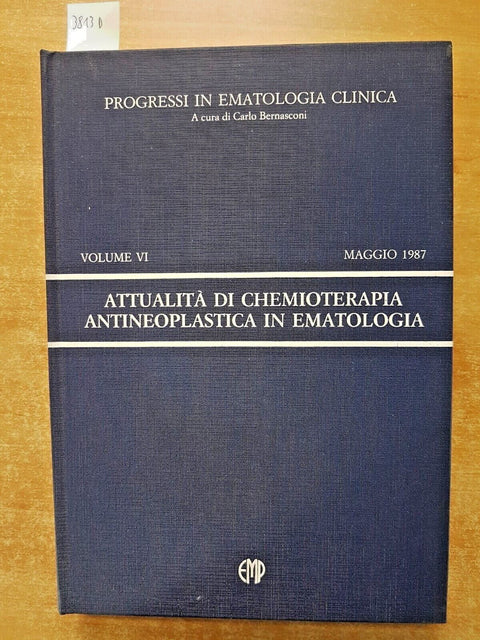 3813 D
PROGRESSI IN EMATOLOGIA CLINICA
A cura di Carlo Bernasconi
VOLUME VI MAGGIO 1987
ATTUALITÀ DI CHEMIOTERAPIA
ANTINEOPLASTICA IN EMATOLOGIA
EMP